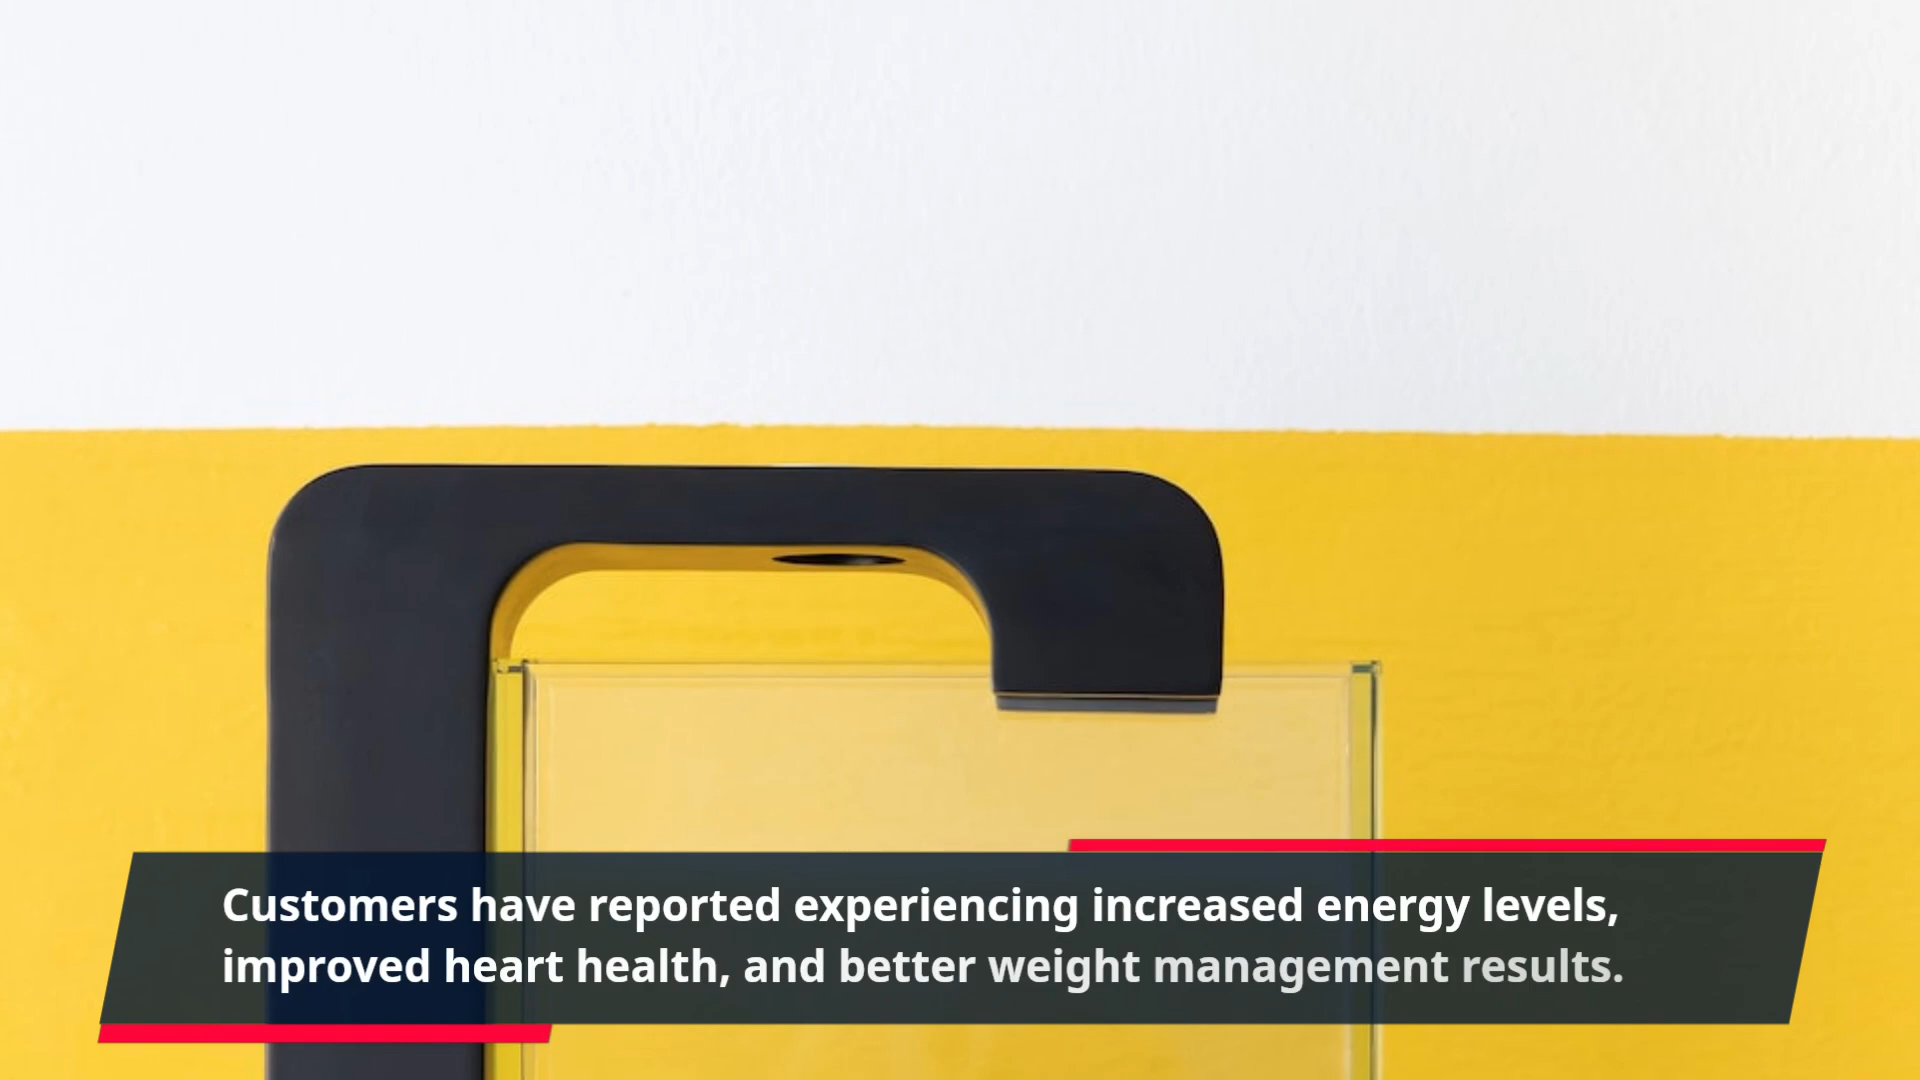 Customers have reported experiencing increased energy levels,
improved heart health, and better weight management results.